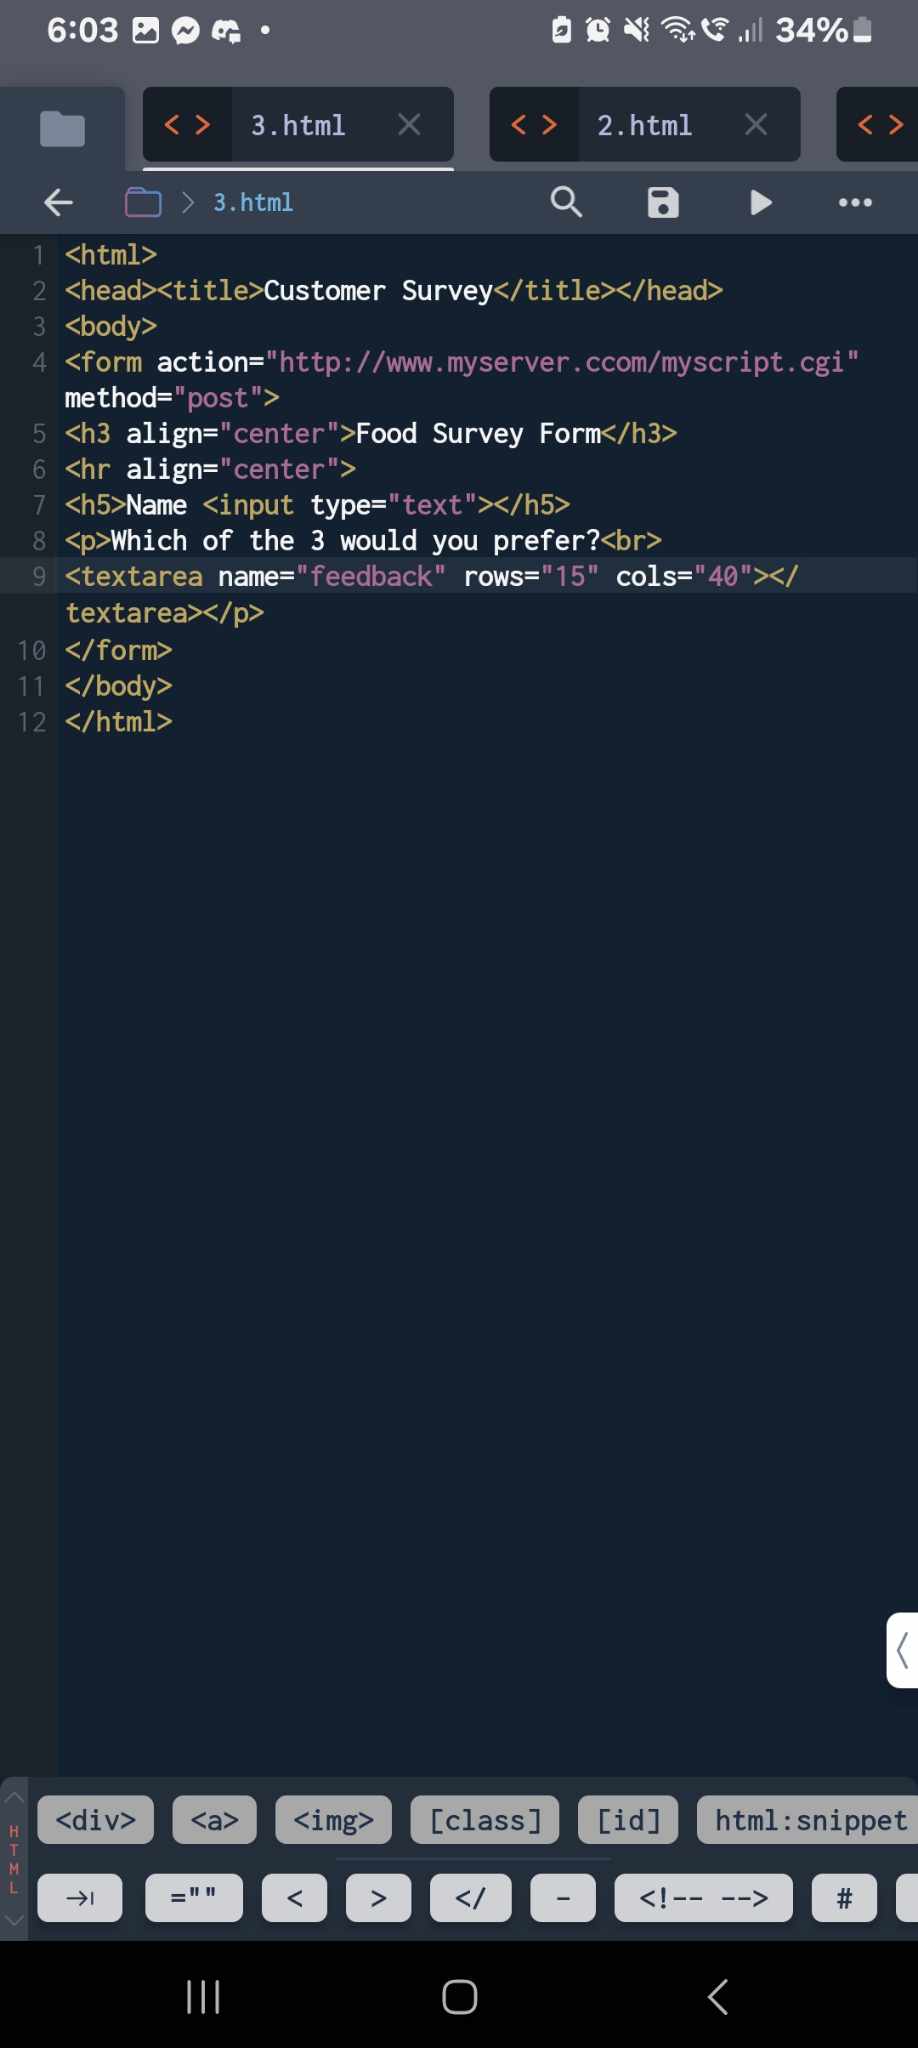 6:03 34%
< > 3.html × < > 2.html × < >
> 3.html
1 <html>
2 <head><title>Customer Survey</title></head>
3 <body>
4 <form action="http://www.myserver.ccom/myscript.cgi"
method="post">
5 <h3 align="center">Food Survey Form</h3>
6 <hr align="center">
7 <h5>Name <input type="text"></h5>
8 <p>Which of the 3 would you prefer?<br>
9 <textarea name="feedback" rows="15" cols="40"></
textarea></p>
10 </form>
11 </body>
12 </html>
HTML
<div> <a> <img> [class] [id] html:snippet
="" < > </ - <!-- --> #